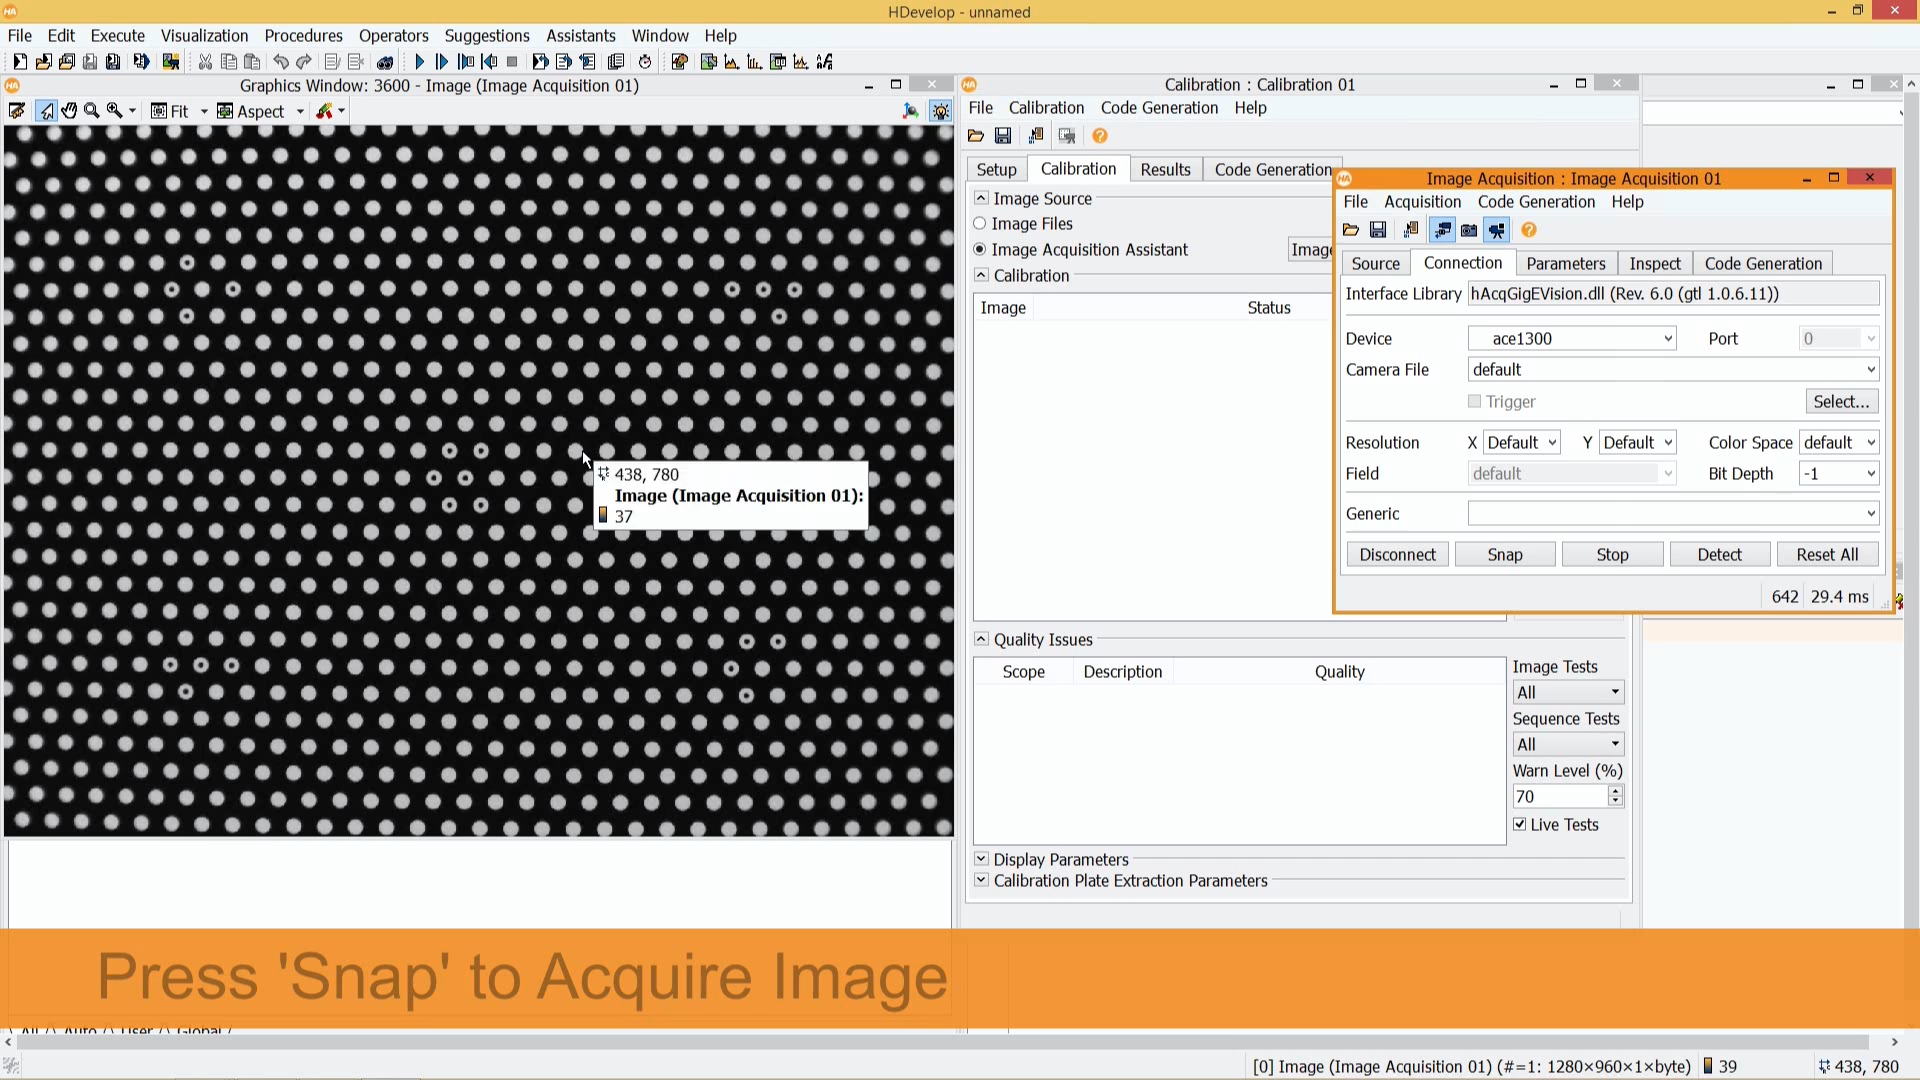 HDevelop - unnamed
File Edit Execute Visualization Procedures Operators Suggestions Assistants Window Help
Graphics Window: 3600 - Image (Image Acquisition 01)
Fit Aspect
438, 780
Image (Image Acquisition 01):
37
Calibration : Calibration 01
File Calibration Code Generation Help
Setup Calibration Results Code Generation
Image Source
Image Files
Image Acquisition Assistant
Calibration
Image Status
Quality Issues
Scope Description Quality
Image Tests
All
Sequence Tests
All
Warn Level (%)
70
Live Tests
Display Parameters
Calibration Plate Extraction Parameters
Image Acquisition : Image Acquisition 01
File Acquisition Code Generation Help
Source Connection Parameters Inspect Code Generation
Interface Library hAcqGigEVision.dll (Rev. 6.0 (gtl 1.0.6.11))
Device ace1300 Port 0
Camera File default
Trigger Select...
Resolution X Default Y Default Color Space default
Field default Bit Depth -1
Generic
Disconnect Snap Stop Detect Reset All
642 29.4 ms
Press 'Snap' to Acquire Image
[0] Image (Image Acquisition 01) (#=1: 1280×960×1×byte) 39 438, 780